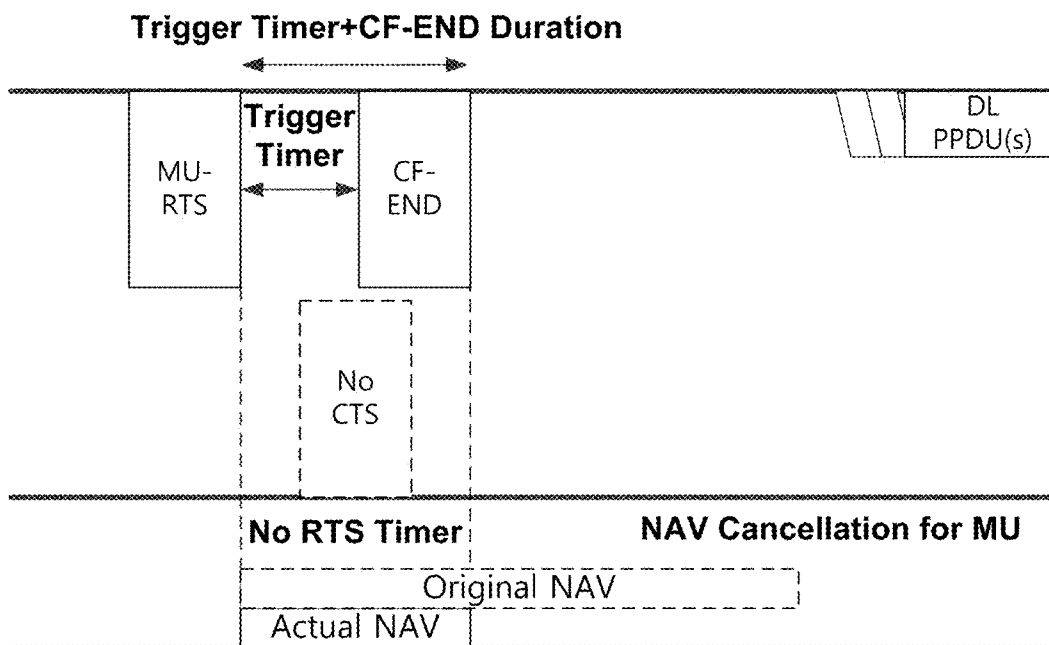 Trigger Timer+CF-END Duration
Trigger
Timer
MU-
RTS
CF-
END
DL
PPDU(s)
No
CTS
No RTS Timer
NAV Cancellation for MU
Original NAV
Actual NAV